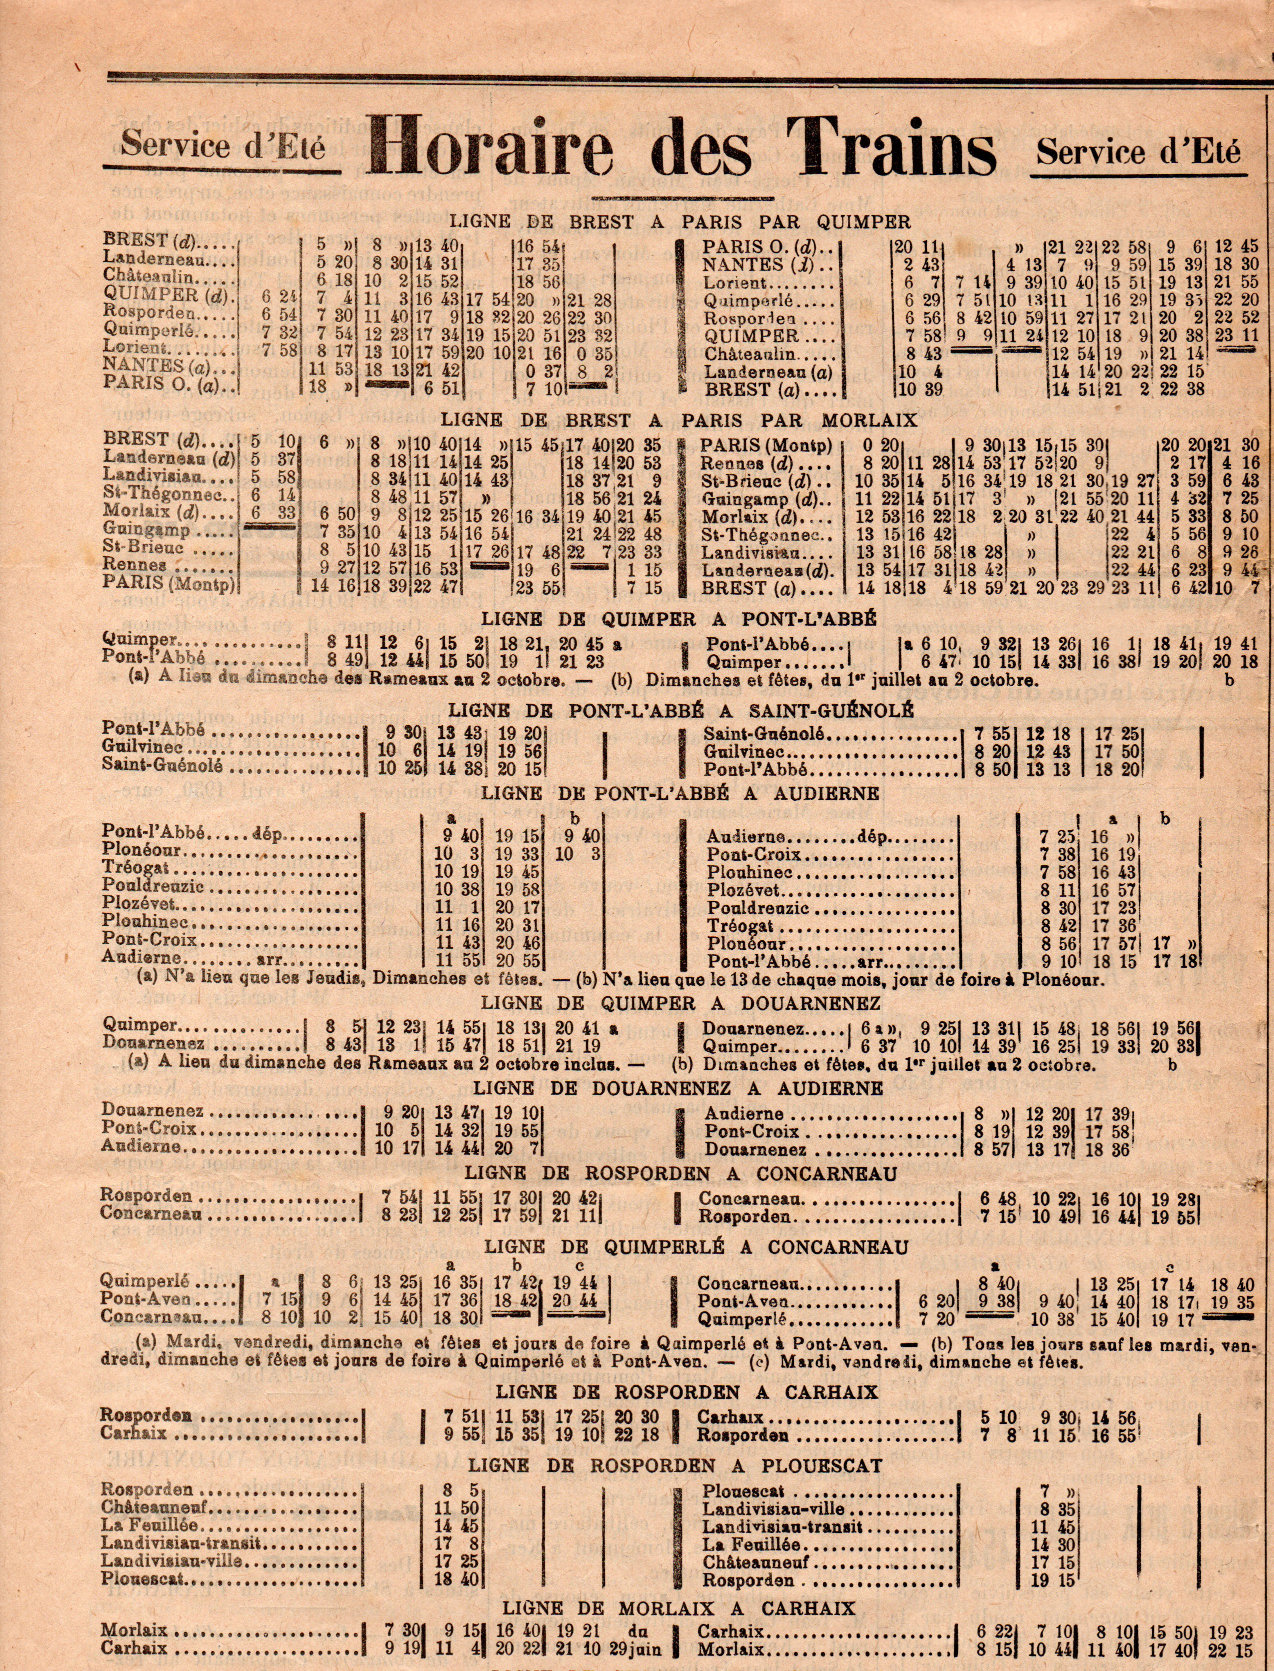 Service d'Eté Horaire des Trains Service d'Eté
LIGNE DE BREST A PARIS PAR QUIMPER
BREST (d)..... 5 » 8 » 13 40 16 54 PARIS O. (d).. 20 11 » 21 22 22 58 9 6 12 45
Landerneau.... 5 20 8 30 14 31 17 35 NANTES (d).. 2 43 4 13 7 9 9 59 15 39 18 30
Châteaulin..... 6 18 10 2 15 52 18 56 Lorient........ 6 7 7 14 9 39 10 40 15 51 19 13 21 55
QUIMPER (d). 6 24 7 4 11 3 16 43 17 54 20 » 21 28 Quimperlé..... 6 29 7 51 10 13 11 1 16 29 19 35 22 20
Rosporden.... 6 54 7 30 11 40 17 9 18 32 20 26 22 30 Rosporden .... 6 56 8 42 10 59 11 27 17 21 20 2 22 52
Quimperlé..... 7 32 7 54 12 23 17 34 19 15 20 51 23 32 QUIMPER .... 7 58 9 9 11 24 12 10 18 9 20 38 23 11
Lorient........ 7 58 8 17 13 10 17 59 20 10 21 16 0 35 Châteaulin..... 8 43 12 54 19 » 21 14
NANTES (a)... 11 53 18 13 21 42 0 37 8 2 Landerneau (a) 10 4 14 14 20 22 22 15
PARIS O. (a).. 18 » 6 51 7 10 BREST (a).... 10 39 14 51 21 2 22 38
LIGNE DE BREST A PARIS PAR MORLAIX
BREST (d).... 5 10 6 » 8 » 10 40 14 » 15 45 17 40 20 35 PARIS (Montp) 0 20 9 30 13 15 15 30 20 20 21 30
Landerneau (d) 5 37 8 18 11 14 14 25 18 14 20 53 Rennes (d).... 8 20 11 28 14 53 17 52 20 9 2 17 4 16
Landivisiau.... 5 58 8 34 11 40 14 43 18 37 21 9 St-Brieuc (d).. 10 35 14 5 16 34 19 18 21 30 19 27 3 59 6 43
St-Thégonnec.. 6 14 8 48 11 57 » 18 56 21 24 Guingamp (d).. 11 22 14 51 17 3 » 21 55 20 11 4 32 7 25
Morlaix (d).... 6 33 6 50 9 8 12 25 15 26 16 34 19 40 21 45 Morlaix (d).... 12 53 16 22 18 2 20 31 22 40 21 44 5 33 8 50
Guingamp .... 7 35 10 4 13 54 16 54 21 24 22 48 St-Thégonnec.. 13 15 16 42 » 22 4 5 56 9 10
St-Brieuc ..... 8 5 10 43 15 1 17 26 17 48 22 7 23 33 Landivisiau.... 13 31 16 58 18 28 » 22 21 6 8 9 26
Rennes ....... 9 27 12 57 16 53 19 6 1 15 Landerneau(d). 13 54 17 31 18 42 » 22 44 6 23 9 44
PARIS (Montp) 14 16 18 39 22 47 23 55 7 15 BREST (a).... 14 18 18 4 18 59 21 20 23 29 23 11 6 42 10 7
LIGNE DE QUIMPER A PONT-L'ABBÉ
Quimper............. 8 11 12 6 15 2 18 21 20 45 a Pont-l'Abbé.... a 6 10 9 32 13 26 16 1 18 41 19 41
Pont-l'Abbé .......... 8 49 12 44 15 50 19 1 21 23 Quimper....... 6 47 10 15 14 33 16 38 19 20 20 18
(a) A lieu du dimanche des Rameaux au 2 octobre. — (b) Dimanches et fêtes, du 1er juillet au 2 octobre. b
LIGNE DE PONT-L'ABBÉ A SAINT-GUÉNOLÉ
Pont-l'Abbé ................. 9 30 13 43 19 20 Saint-Guénolé............... 7 55 12 18 17 25
Guilvinec ................... 10 6 14 19 19 56 Guilvinec................... 8 20 12 43 17 50
Saint-Guénolé .............. 10 25 14 38 20 15 Pont-l'Abbé................ 8 50 13 13 18 20
LIGNE DE PONT-L'ABBÉ A AUDIERNE
a b a b
Pont-l'Abbé..... dép......... 9 40 19 15 9 40 Audierne........dép........ 7 25 16 »
Plonéour.................... 10 3 19 33 10 3 Pont-Croix.................. 7 38 16 19
Tréogat..................... 10 19 19 45 Plouhinec................... 7 58 16 43
Pouldreuzic ................. 10 38 19 58 Plozévet.................... 8 11 16 57
Plozévet.................... 11 1 20 17 Pouldreuzic ................ 8 30 17 23
Plouhinec................... 11 16 20 31 Tréogat .................... 8 42 17 36
Pont-Croix.................. 11 43 20 46 Plonéour................... 8 56 17 57 17 »
Audierne........ arr......... 11 55 20 55 Pont-l'Abbé.....arr......... 9 10 18 15 17 18
(a) N'a lieu que les Jeudis, Dimanches et fêtes. — (b) N'a lieu que le 13 de chaque mois, jour de foire à Plonéour.
LIGNE DE QUIMPER A DOUARNENEZ
Quimper............... 8 5 12 23 14 55 18 13 20 41 a Douarnenez..... 6 a » 9 25 13 31 15 48 18 56 19 56
Douarnenez .......... 8 43 13 1 15 47 18 51 21 19 Quimper........ 6 37 10 10 14 39 16 25 19 33 20 33
(a) A lieu du dimanche des Rameaux au 2 octobre inclus. — (b) Dimanches et fêtes, du 1er juillet au 2 octobre. b
LIGNE DE DOUARNENEZ A AUDIERNE
Douarnenez ................. 9 20 13 47 19 10 Audierne ................... 8 » 12 20 17 39
Pont-Croix.................. 10 5 14 32 19 55 Pont-Croix ................. 8 19 12 39 17 58
Audierne.................... 10 17 14 44 20 7 Douarnenez ................ 8 57 13 17 18 36
LIGNE DE ROSPORDEN A CONCARNEAU
Rosporden .................. 7 54 11 55 17 30 20 42 Concarneau................. 6 48 10 22 16 10 19 28
Concarneau ................. 8 23 12 25 17 59 21 11 Rosporden.................. 7 15 10 49 16 44 19 55
LIGNE DE QUIMPERLÉ A CONCARNEAU
a b c a c
Quimperlé ..... a 8 6 13 25 16 35 17 42 19 44 Concarneau........... 8 40 13 25 17 14 18 40
Pont-Aven..... 7 15 9 6 14 45 17 36 18 42 20 44 Pont-Aven............ 6 20 9 38 9 40 14 40 18 17 19 35
Concarneau.... 8 10 10 2 15 40 18 30 Quimperlé............ 7 20 10 38 15 40 19 17
(a) Mardi, vendredi, dimanche et fêtes et jours de foire à Quimperlé et à Pont-Aven. — (b) Tous les jours sauf les mardi, ven-
dredi, dimanche et fêtes et jours de foire à Quimperlé et à Pont-Aven. — (c) Mardi, vendredi, dimanche et fêtes.
LIGNE DE ROSPORDEN A CARHAIX
Rosporden .................. 7 51 11 53 17 25 20 30 Carhaix..................... 5 10 9 30 14 56
Carhaix ..................... 9 55 15 35 19 10 22 18 Rosporden .................. 7 8 11 15 16 55
LIGNE DE ROSPORDEN A PLOUESCAT
Rosporden .................. 8 5 Plouescat .................. 7 »
Châteauneuf................. 11 50 Landivisiau-ville ............ 8 35
La Feuillée.................. 14 45 Landivisiau-transit .......... 11 45
Landivisiau-transit........... 17 8 La Feuillée................. 14 30
Landivisiau-ville............. 17 25 Châteauneuf ................ 17 15
Plouescat.................... 18 40 Rosporden ................. 19 15
LIGNE DE MORLAIX A CARHAIX
Morlaix ..................... 7 30 9 15 16 40 19 21 du Carhaix..................... 6 22 7 10 8 10 15 50 19 23
Carhaix ..................... 9 19 11 4 20 22 21 10 29 juin Morlaix..................... 8 15 10 44 11 40 17 40 22 15